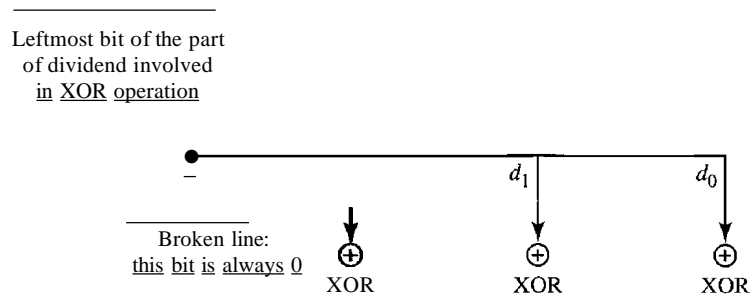 Leftmost bit of the part
of dividend involved
in XOR operation
d1
d0
Broken line:
this bit is always 0
XOR
XOR
XOR